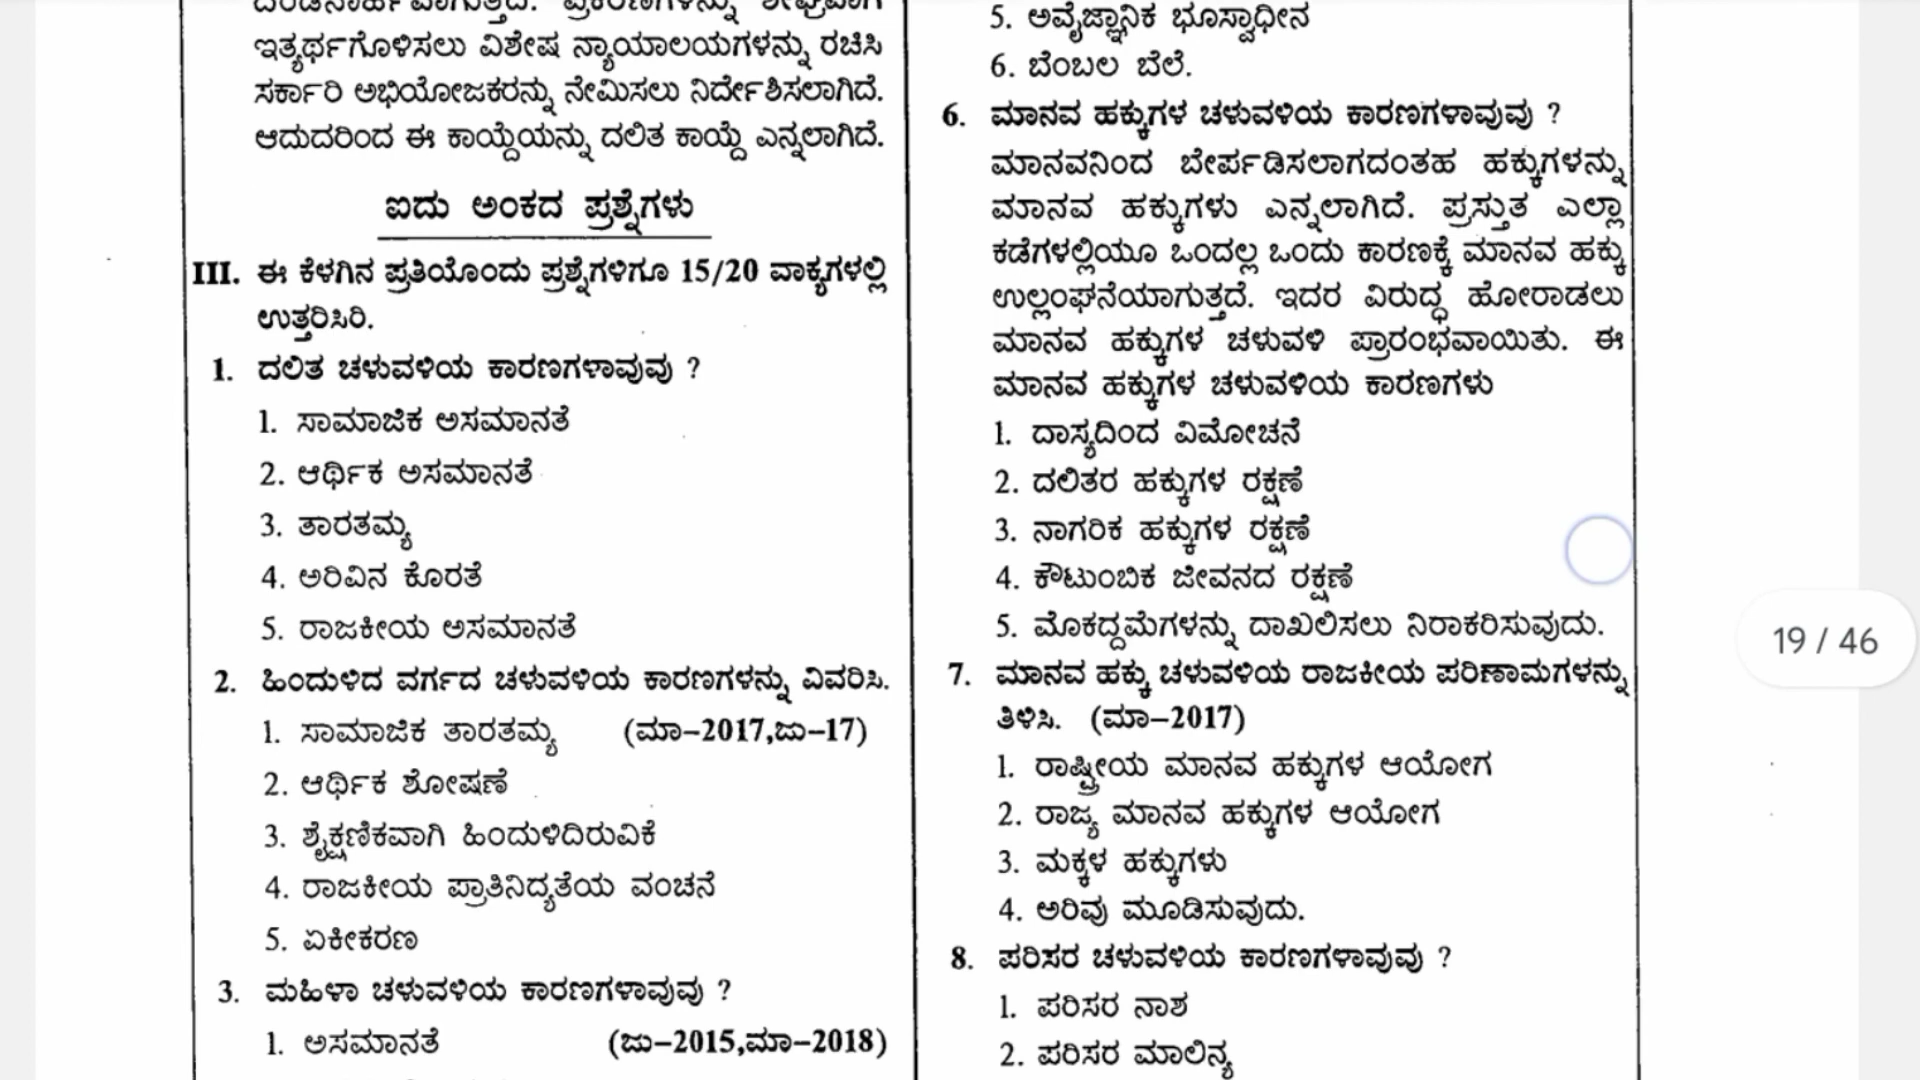 ಇತ್ಯರ್ಥಗೊಳಿಸಲು ವಿಶೇಷ ನ್ಯಾಯಾಲಯಗಳನ್ನು ರಚಿಸಿ
ಸರ್ಕಾರಿ ಅಭಿಯೋಜಕರನ್ನು ನೇಮಿಸಲು ನಿರ್ದೇಶಿಸಲಾಗಿದೆ.
ಆದುದರಿಂದ ಈ ಕಾಯ್ದೆಯನ್ನು ದಲಿತ ಕಾಯ್ದೆ ಎನ್ನಲಾಗಿದೆ.
ಐದು ಅಂಕದ ಪ್ರಶ್ನೆಗಳು
III. ಈ ಕೆಳಗಿನ ಪ್ರತಿಯೊಂದು ಪ್ರಶ್ನೆಗಳಿಗೂ 15/20 ವಾಕ್ಯಗಳಲ್ಲಿ
ಉತ್ತರಿಸಿರಿ.
1. ದಲಿತ ಚಳುವಳಿಯ ಕಾರಣಗಳಾವುವು ?
1. ಸಾಮಾಜಿಕ ಅಸಮಾನತೆ
2. ಆರ್ಥಿಕ ಅಸಮಾನತೆ
3. ತಾರತಮ್ಯ
4. ಅರಿವಿನ ಕೊರತೆ
5. ರಾಜಕೀಯ ಅಸಮಾನತೆ
2. ಹಿಂದುಳಿದ ವರ್ಗದ ಚಳುವಳಿಯ ಕಾರಣಗಳನ್ನು ವಿವರಿಸಿ.
1. ಸಾಮಾಜಿಕ ತಾರತಮ್ಯ (ಮಾ–2017,ಜು–17)
2. ಆರ್ಥಿಕ ಶೋಷಣೆ
3. ಶೈಕ್ಷಣಿಕವಾಗಿ ಹಿಂದುಳಿದಿರುವಿಕೆ
4. ರಾಜಕೀಯ ಪ್ರಾತಿನಿದ್ಯತೆಯ ವಂಚನೆ
5. ಏಕೀಕರಣ
3. ಮಹಿಳಾ ಚಳುವಳಿಯ ಕಾರಣಗಳಾವುವು ?
1. ಅಸಮಾನತೆ (ಜು–2015,ಮಾ–2018)
5. ಅವೈಜ್ಞಾನಿಕ ಭೂಸ್ವಾಧೀನ
6. ಬೆಂಬಲ ಬೆಲೆ.
6. ಮಾನವ ಹಕ್ಕುಗಳ ಚಳುವಳಿಯ ಕಾರಣಗಳಾವುವು ?
ಮಾನವನಿಂದ ಬೇರ್ಪಡಿಸಲಾಗದಂತಹ ಹಕ್ಕುಗಳನ್ನು
ಮಾನವ ಹಕ್ಕುಗಳು ಎನ್ನಲಾಗಿದೆ. ಪ್ರಸ್ತುತ ಎಲ್ಲಾ
ಕಡೆಗಳಲ್ಲಿಯೂ ಒಂದಲ್ಲ ಒಂದು ಕಾರಣಕ್ಕೆ ಮಾನವ ಹಕ್ಕು
ಉಲ್ಲಂಘನೆಯಾಗುತ್ತದೆ. ಇದರ ವಿರುದ್ಧ ಹೋರಾಡಲು
ಮಾನವ ಹಕ್ಕುಗಳ ಚಳುವಳಿ ಪ್ರಾರಂಭವಾಯಿತು. ಈ
ಮಾನವ ಹಕ್ಕುಗಳ ಚಳುವಳಿಯ ಕಾರಣಗಳು
1. ದಾಸ್ಯದಿಂದ ವಿಮೋಚನೆ
2. ದಲಿತರ ಹಕ್ಕುಗಳ ರಕ್ಷಣೆ
3. ನಾಗರಿಕ ಹಕ್ಕುಗಳ ರಕ್ಷಣೆ
4. ಕೌಟುಂಬಿಕ ಜೀವನದ ರಕ್ಷಣೆ
5. ಮೊಕದ್ದಮೆಗಳನ್ನು ದಾಖಲಿಸಲು ನಿರಾಕರಿಸುವುದು.
7. ಮಾನವ ಹಕ್ಕು ಚಳುವಳಿಯ ರಾಜಕೀಯ ಪರಿಣಾಮಗಳನ್ನು
ತಿಳಿಸಿ. (ಮಾ–2017)
1. ರಾಷ್ಟ್ರೀಯ ಮಾನವ ಹಕ್ಕುಗಳ ಆಯೋಗ
2. ರಾಜ್ಯ ಮಾನವ ಹಕ್ಕುಗಳ ಆಯೋಗ
3. ಮಕ್ಕಳ ಹಕ್ಕುಗಳು
4. ಅರಿವು ಮೂಡಿಸುವುದು.
8. ಪರಿಸರ ಚಳುವಳಿಯ ಕಾರಣಗಳಾವುವು ?
1. ಪರಿಸರ ನಾಶ
2. ಪರಿಸರ ಮಾಲಿನ್ಯ
19 / 46